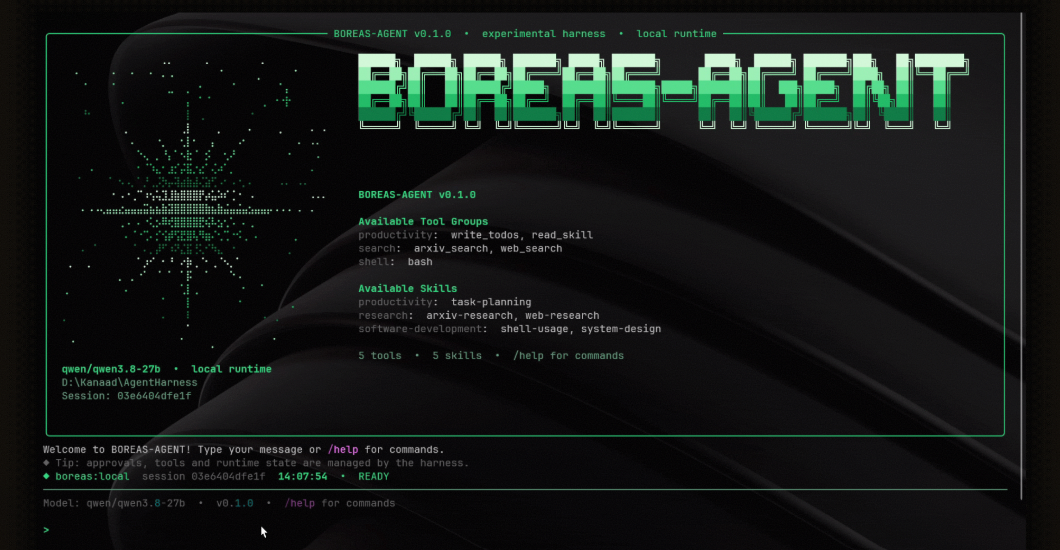 BOREAS-AGENT v0.1.0 • experimental harness • local runtime
BOREAS-AGENT
BOREAS-AGENT v0.1.0
Available Tool Groups
productivity: write_todos, read_skill
search: arxiv_search, web_search
shell: bash
Available Skills
productivity: task-planning
research: arxiv-research, web-research
software-development: shell-usage, system-design
5 tools • 5 skills • /help for commands
qwen/qwen3.8-27b • local runtime
D:\Kanaad\AgentHarness
Session: 03e6404dfe1f
Welcome to BOREAS-AGENT! Type your message or /help for commands.
◆ Tip: approvals, tools and runtime state are managed by the harness.
◆ boreas:local session 03e6404dfe1f 14:07:54 • READY
Model: qwen/qwen3.8-27b • v0.1.0 • /help for commands
>